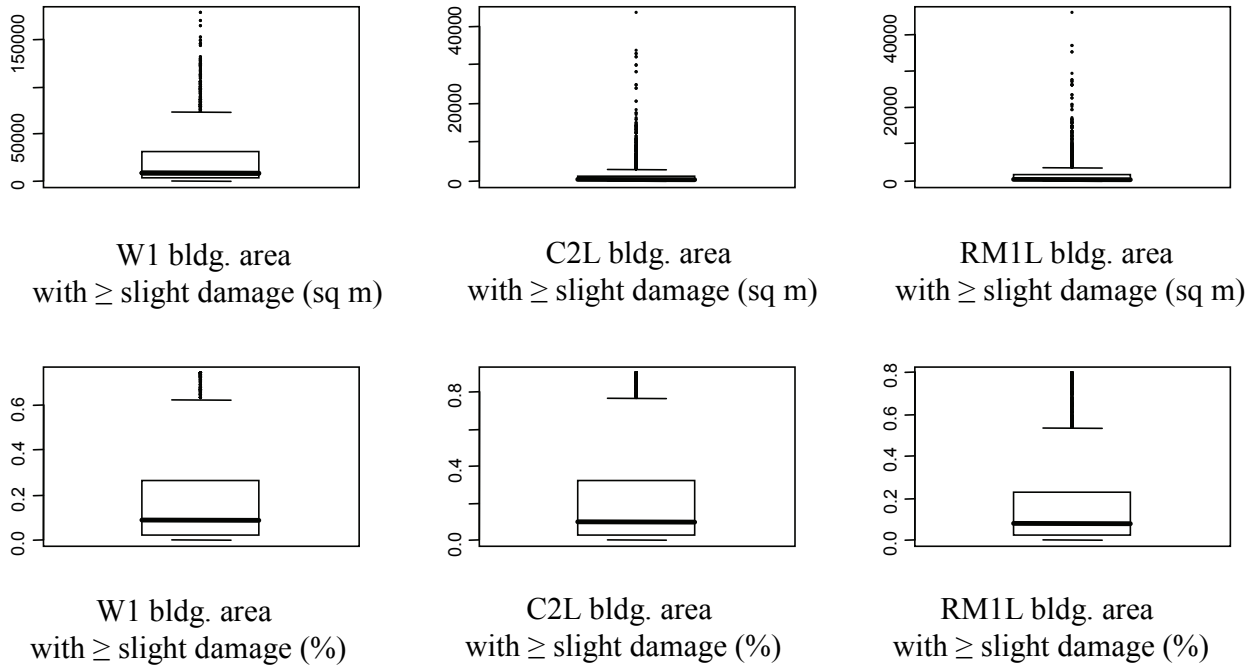 150000
50000
0
40000
20000
0
40000
20000
0
W1 bldg. area
with ≥ slight damage (sq m)
C2L bldg. area
with ≥ slight damage (sq m)
RM1L bldg. area
with ≥ slight damage (sq m)
0.6
0.4
0.2
0.0
0.8
0.4
0.0
0.8
0.6
0.4
0.2
0.0
W1 bldg. area
with ≥ slight damage (%)
C2L bldg. area
with ≥ slight damage (%)
RM1L bldg. area
with ≥ slight damage (%)